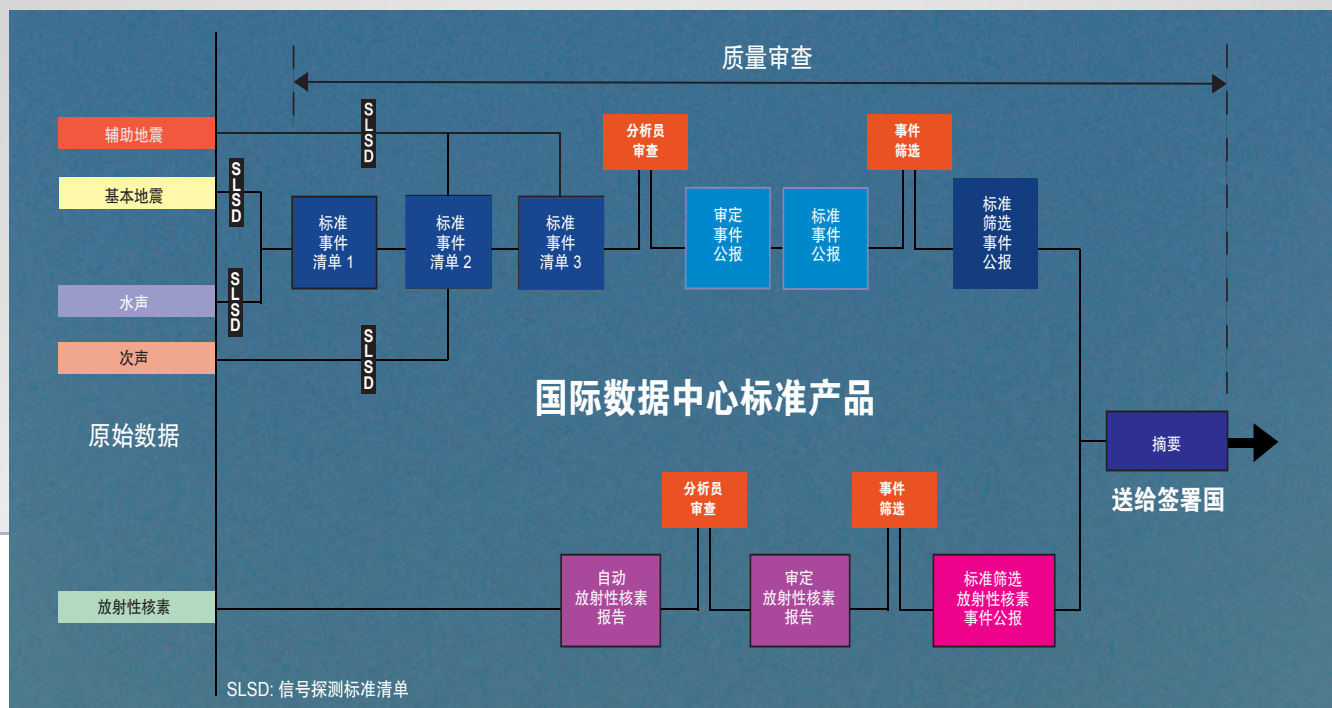 质量审查
辅助地震
SLSD
分析员
审查
事件
筛选
基本地震
SLSD
标准
事件
清单 1
标准
事件
清单 2
标准
事件
清单 3
审定
事件
公报
标准
事件
公报
标准
筛选
事件
公报
水声
SLSD
次声
SLSD
国际数据中心标准产品
原始数据
摘要
送给签署国
分析员
审查
事件
筛选
放射性核素
自动
放射性核素
报告
审定
放射性核素
报告
标准筛选
放射性核素
事件公报
SLSD: 信号探测标准清单